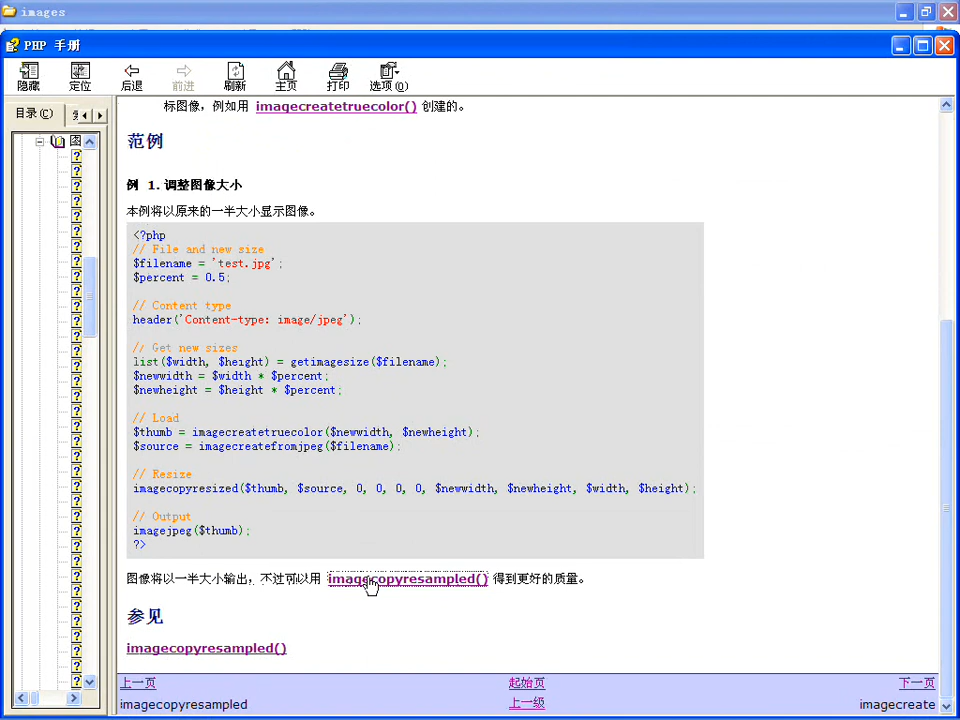 images
PHP 手册
隐藏 定位 后退 前进 刷新 主页 打印 选项(O)
目录(C)
图
标图像，例如用 imagecreatetruecolor() 创建的。
范例
例 1. 调整图像大小
本例将以原来的一半大小显示图像。
<?php
// File and new size
$filename = 'test.jpg';
$percent = 0.5;
// Content type
header('Content-type: image/jpeg');
// Get new sizes
list($width, $height) = getimagesize($filename);
$newwidth = $width * $percent;
$newheight = $height * $percent;
// Load
$thumb = imagecreatetruecolor($newwidth, $newheight);
$source = imagecreatefromjpeg($filename);
// Resize
imagecopyresized($thumb, $source, 0, 0, 0, 0, $newwidth, $newheight, $width, $height);
// Output
imagejpeg($thumb);
?>
图像将以一半大小输出，不过可以用 imagecopyresampled() 得到更好的质量。
参见
imagecopyresampled()
上一页 起始页 下一页
imagecopyresampled 上一级 imagecreate